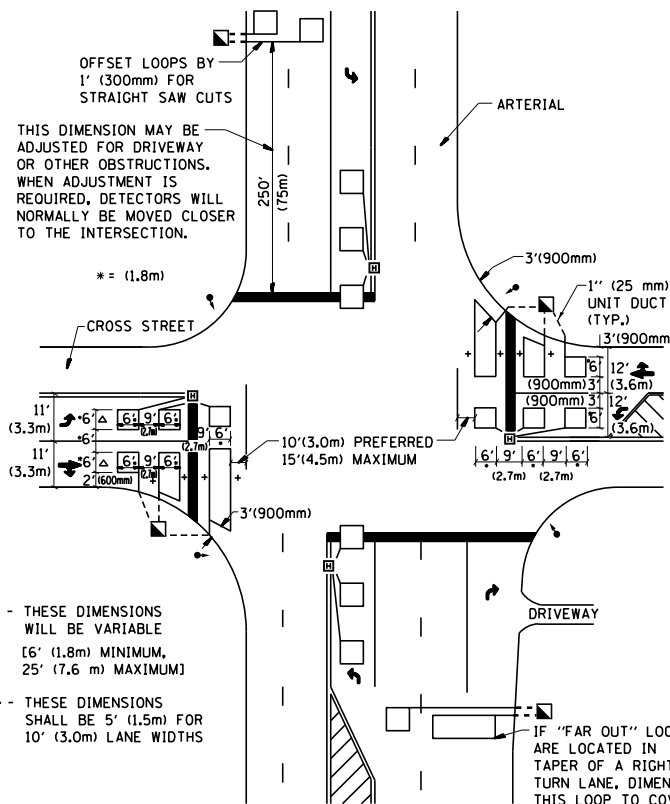 OFFSET LOOPS BY
1' (300mm) FOR
STRAIGHT SAW CUTS
ARTERIAL
THIS DIMENSION MAY BE
ADJUSTED FOR DRIVEWAY
OR OTHER OBSTRUCTIONS.
WHEN ADJUSTMENT IS
REQUIRED, DETECTORS WILL
NORMALLY BE MOVED CLOSER
TO THE INTERSECTION.
250'
(75m)
* = (1.8m)
H
3'(900mm)
1" (25 mm)
UNIT DUCT
(TYP.)
CROSS STREET
3'(900mm
*6'
12'
(3.6m)
(900mm) 3'
(900mm) 3'
12'
*6'
(3.6m)
H
H
11'
(3.3m)
*6'
6' 9' 6'
(2.7m)
*6'
9' 6'
(2.7m)
11'
(3.3m)
*6'
6' 9' 6'
(2.7m)
2' (600mm)
10'(3.0m) PREFERRED
15'(4.5m) MAXIMUM
6' 9' 6' 9' 6'
(2.7m) (2.7m)
3'(900mm)
H
- THESE DIMENSIONS
WILL BE VARIABLE
[6' (1.8m) MINIMUM,
25' (7.6 m) MAXIMUM]
DRIVEWAY
- THESE DIMENSIONS
SHALL BE 5' (1.5m) FOR
10' (3.0m) LANE WIDTHS
IF "FAR OUT" LOO
ARE LOCATED IN
TAPER OF A RIGHT
TURN LANE, DIMEN
THIS LOOP TO COV